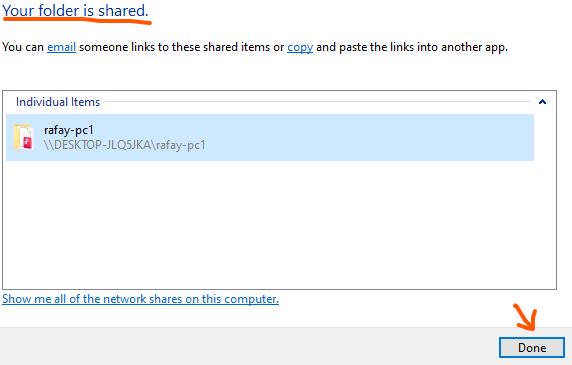 Your folder is shared.
You can email someone links to these shared items or copy and paste the links into another app.
Individual Items
rafay-pc1
\\DESKTOP-JLQ5JKA\rafay-pc1
Show me all of the network shares on this computer.
Done